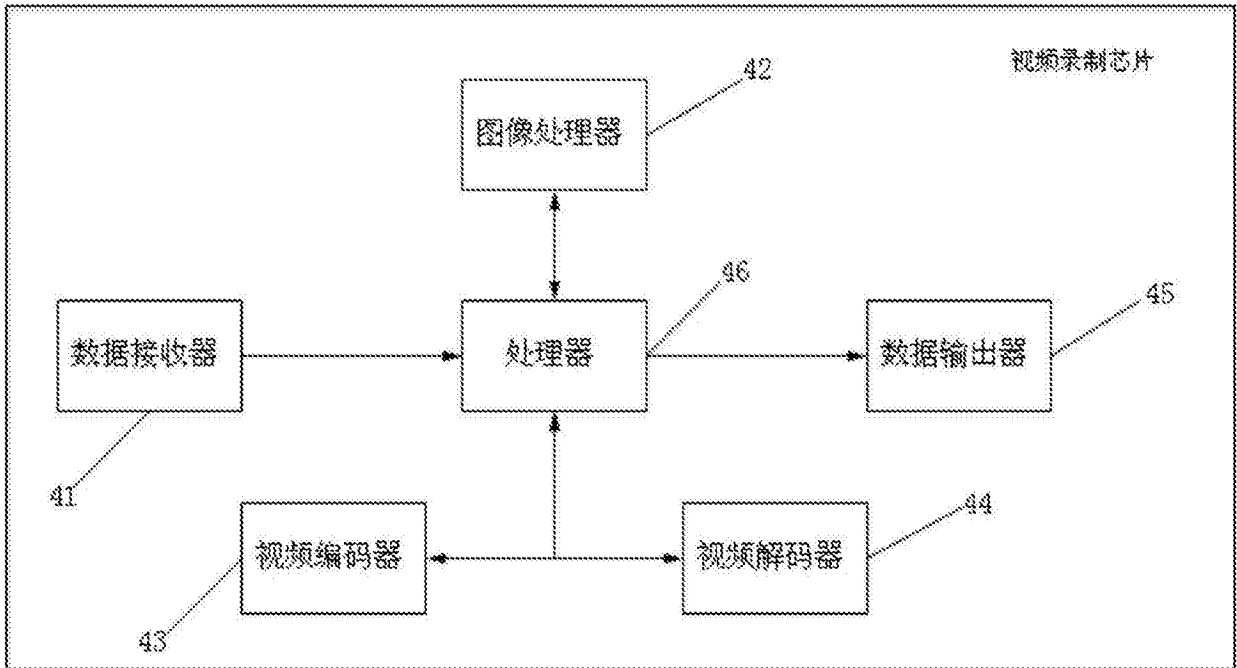 视频录制芯片
42
图像处理器
46
45
数据接收器
处理器
数据输出器
41
44
视频编码器
视频解码器
43